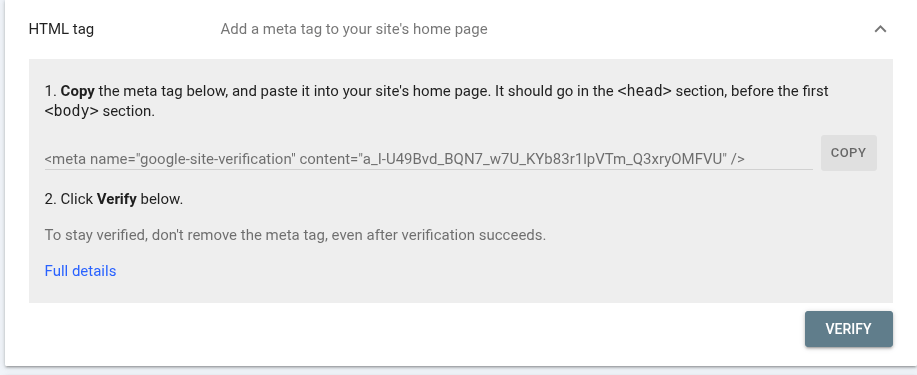 HTML tag Add a meta tag to your site's home page
1. Copy the meta tag below, and paste it into your site's home page. It should go in the <head> section, before the first
<body> section.
<meta name="google-site-verification" content="a_I-U49Bvd_BQN7_w7U_KYb83r1lpVTm_Q3xryOMFVU" />
COPY
2. Click Verify below.
To stay verified, don't remove the meta tag, even after verification succeeds.
Full details
VERIFY